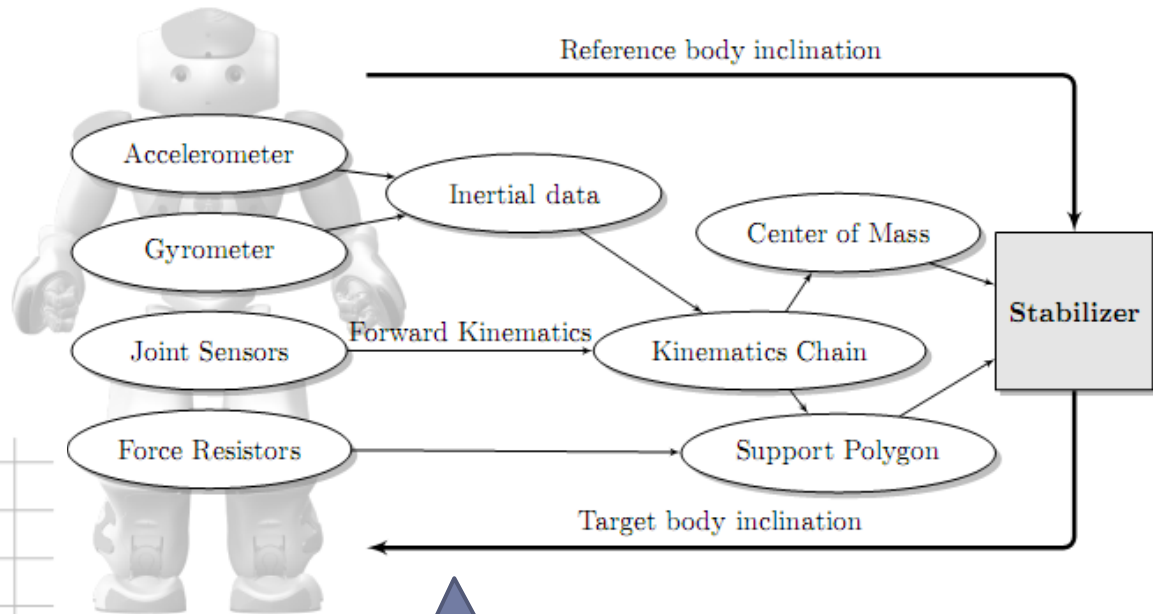 Reference body inclination
Accelerometer
Inertial data
Gyrometer
Center of Mass
Stabilizer
Forward Kinematics
Joint Sensors
Kinematics Chain
Force Resistors
Support Polygon
Target body inclination